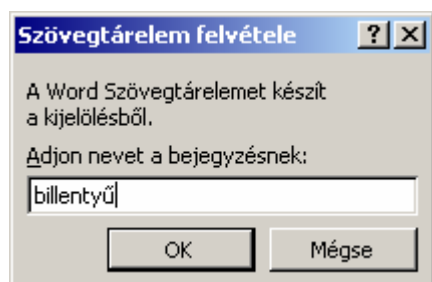 Szövegtárelem felvétele
A Word Szövegtárelemet készít
a kijelölésből.
Adjon nevet a bejegyzésnek:
billentyű
OK
Mégse